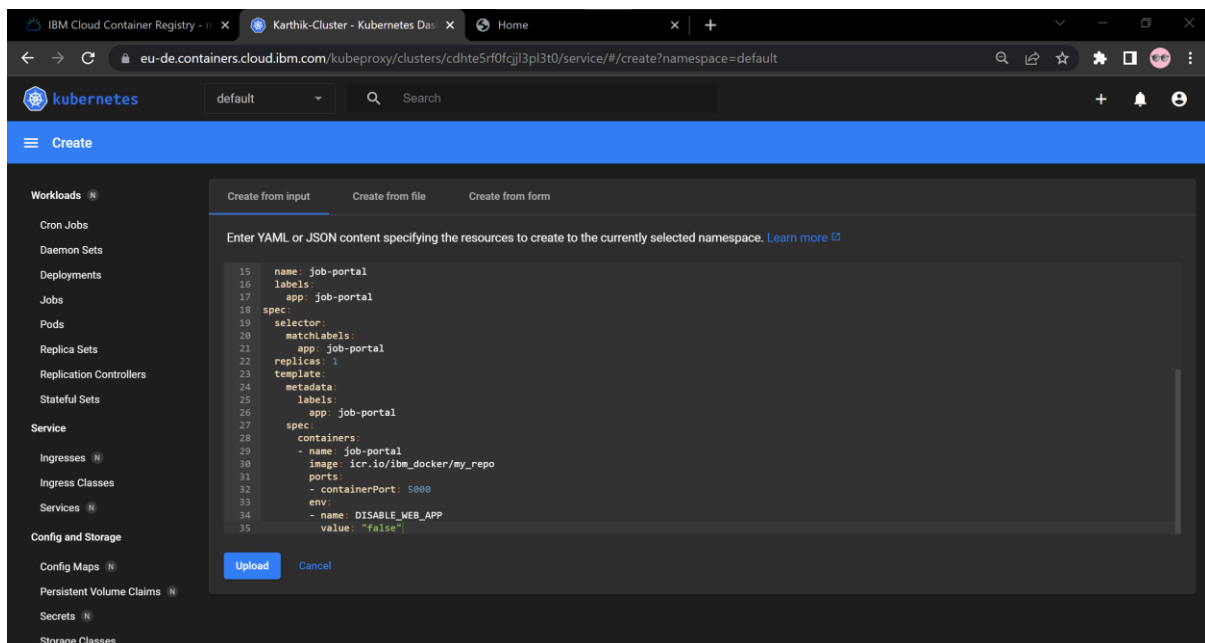 IBM Cloud Container Registry - n
Karthik-Cluster - Kubernetes Das
Home
eu-de.containers.cloud.ibm.com/kubeproxy/clusters/cdhte5rf0fcjjl3pl3t0/service/#/create?namespace=default
kubernetes
default
Search
Create
Workloads N
Cron Jobs
Daemon Sets
Deployments
Jobs
Pods
Replica Sets
Replication Controllers
Stateful Sets
Service
Ingresses N
Ingress Classes
Services N
Config and Storage
Config Maps N
Persistent Volume Claims N
Secrets N
Storage Classes
Create from input
Create from file
Create from form
Enter YAML or JSON content specifying the resources to create to the currently selected namespace. Learn more
15 name: job-portal
16 labels:
17 app: job-portal
18 spec:
19 selector:
20 matchLabels:
21 app: job-portal
22 replicas: 1
23 template:
24 metadata:
25 labels:
26 app: job-portal
27 spec:
28 containers:
29 - name: job-portal
30 image: icr.io/ibm_docker/my_repo
31 ports:
32 - containerPort: 5000
33 env:
34 - name: DISABLE_WEB_APP
35 value: "false"
Upload
Cancel